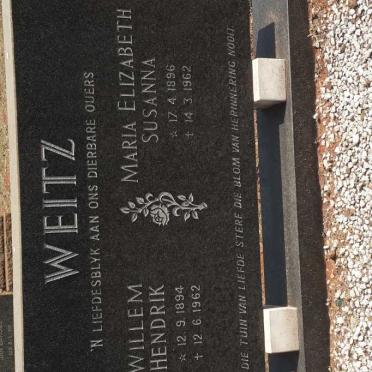 WEITZ
'N LIEFDESBLYK AAN ONS DIERBARE OUERS
WILLEM
HENDRIK
☆ 12. 9. 1894
✝ 12. 6. 1962
MARIA ELIZABETH
SUSANNA
☆ 17. 4. 1896
✝ 14. 3. 1962
DIE TUIN VAN LIEFDE STERE DIE BLOM VAN HERINNERING NOOIT